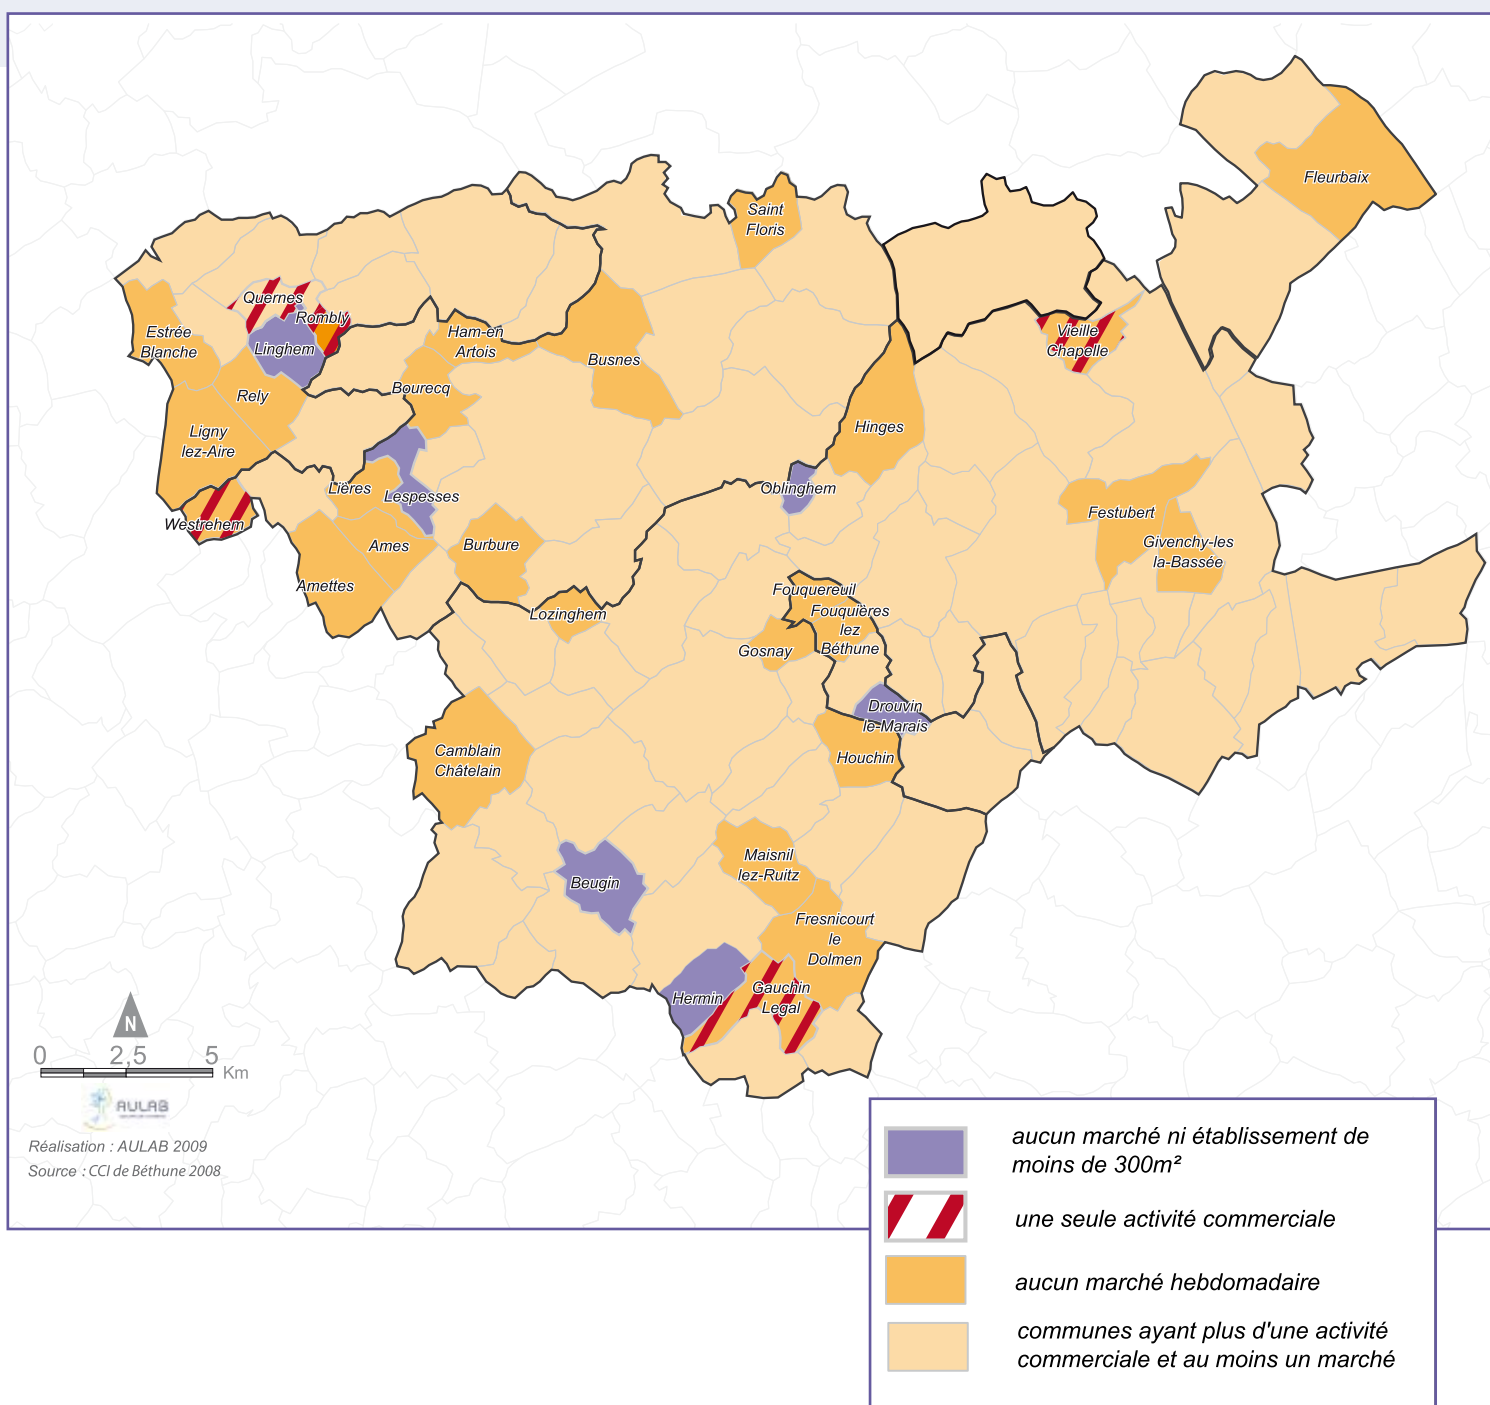 Fleurbaix
Saint
Floris
Quernes
Rombly
Linghem
Estrée
Blanche
Ham-en
Artois
Vieille
Chapelle
Busnes
Bourecq
Rely
Hinges
Ligny
lez-Aire
Lières
Lespesses
Oblinghem
Westrehem
Festubert
Givenchy-les
la-Bassée
Ames
Burbure
Amettes
Fouquereuil
Lozinghem
Fouquières
lez
Béthune
Gosnay
Drouvin
le-Marais
Camblain
Châtelain
Houchin
Maisnil
lez-Ruitz
Beugin
Fresnicourt
le
Dolmen
Gauchin
Legal
Hermin
N
0 2,5 5
Km
AULAB
Réalisation : AULAB 2009
Source : CCI de Béthune 2008
aucun marché ni établissement de
moins de 300m²
une seule activité commerciale
aucun marché hebdomadaire
communes ayant plus d'une activité
commerciale et au moins un marché